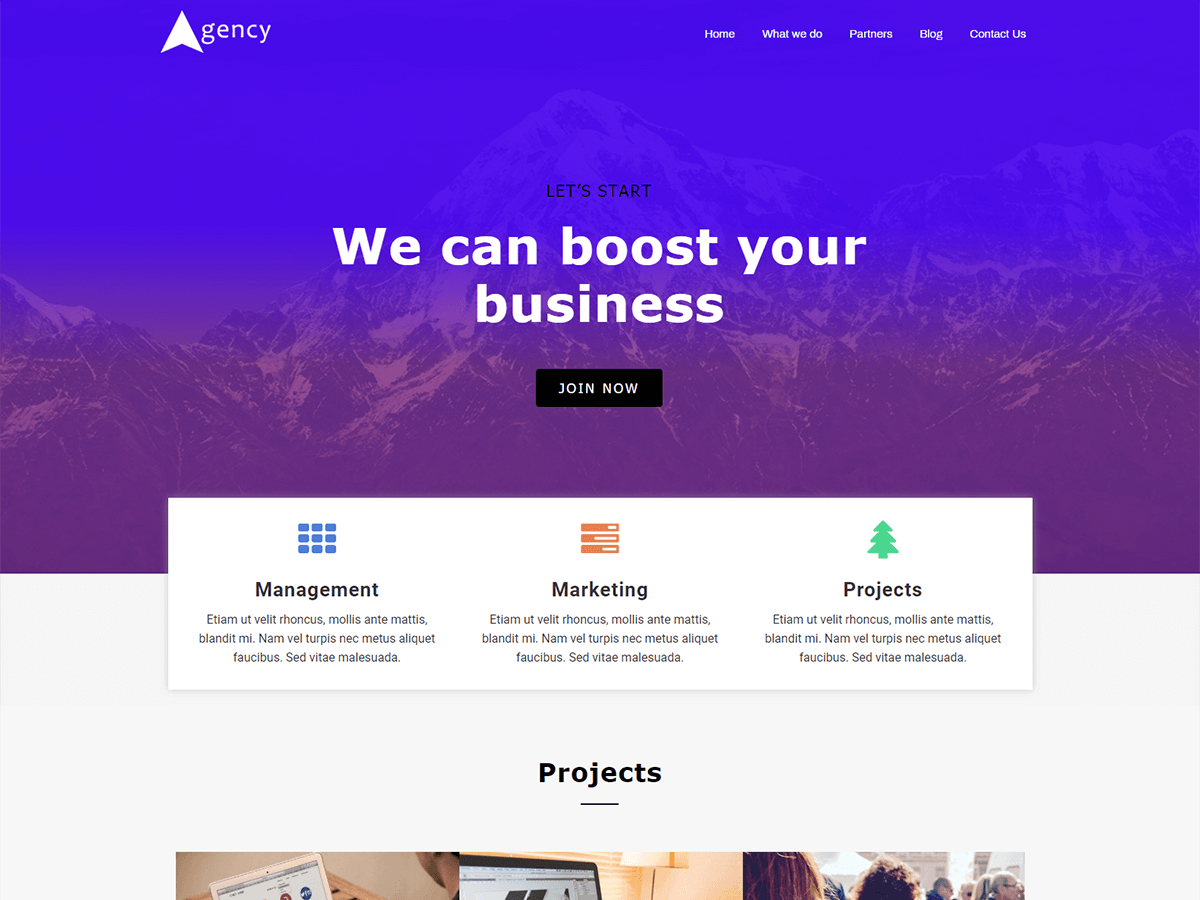 Agency
Home What we do Partners Blog Contact Us
LET'S START
We can boost your
business
JOIN NOW
Management Marketing Projects
Etiam ut velit rhoncus, mollis ante mattis,
blandit mi. Nam vel turpis nec metus aliquet
faucibus. Sed vitae malesuada.
Etiam ut velit rhoncus, mollis ante mattis,
blandit mi. Nam vel turpis nec metus aliquet
faucibus. Sed vitae malesuada.
Etiam ut velit rhoncus, mollis ante mattis,
blandit mi. Nam vel turpis nec metus aliquet
faucibus. Sed vitae malesuada.
Projects